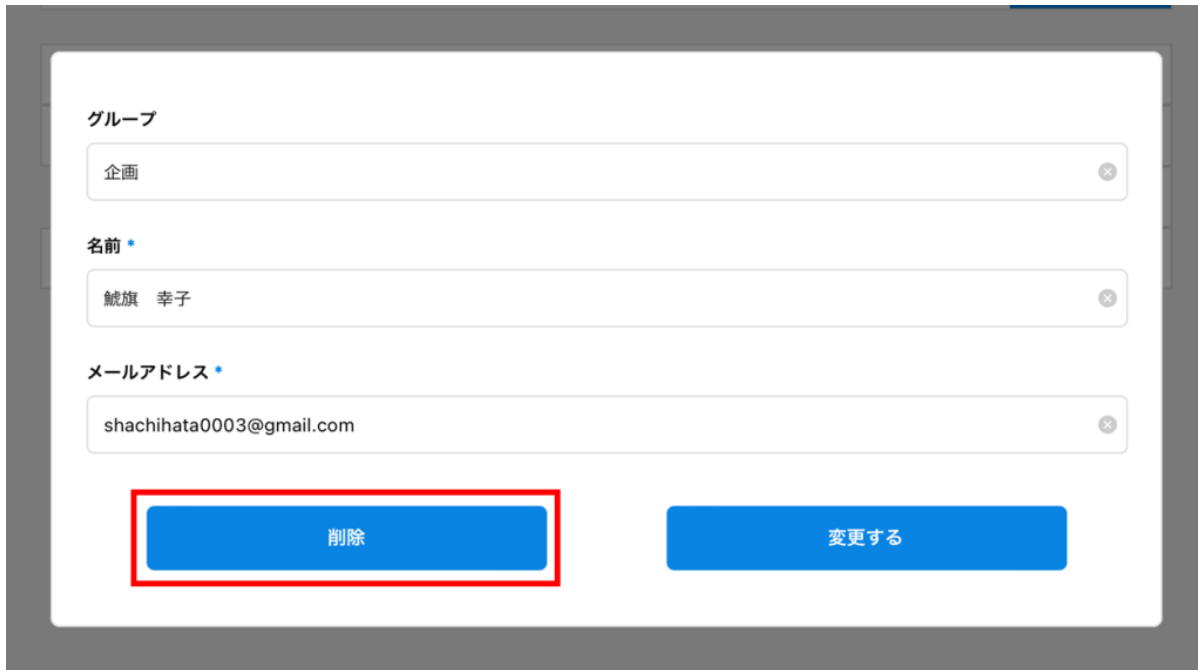 グループ
企画
名前 *
鯱旗　幸子
メールアドレス *
shachihata0003@gmail.com
削除
変更する